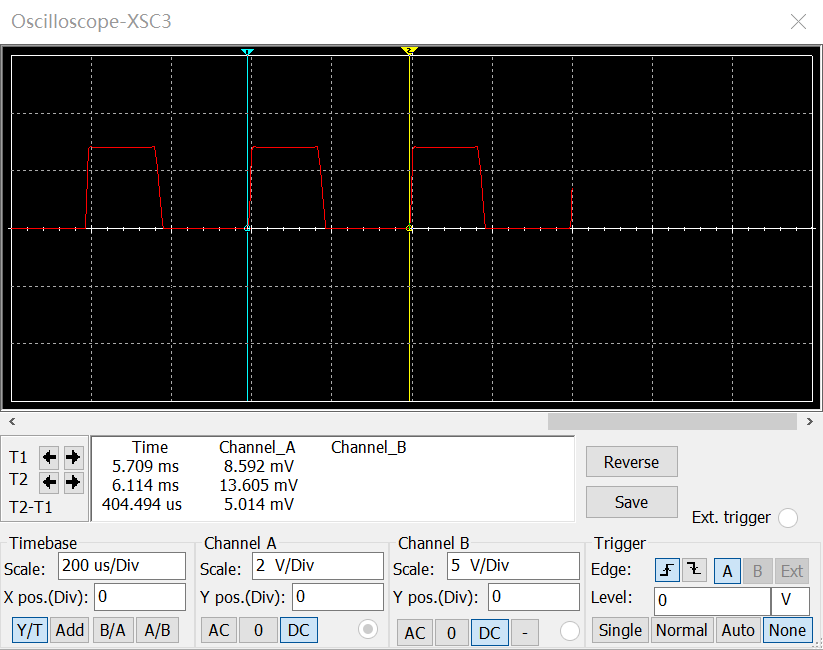 Oscilloscope-XSC3
1
2
Time Channel_A Channel_B
T1 5.709 ms 8.592 mV
T2 6.114 ms 13.605 mV
T2-T1 404.494 us 5.014 mV
Reverse
Save
Ext. trigger
Timebase
Scale: 200 us/Div
X pos.(Div): 0
Y/T Add B/A A/B
Channel A
Scale: 2 V/Div
Y pos.(Div): 0
AC 0 DC
Channel B
Scale: 5 V/Div
Y pos.(Div): 0
AC 0 DC -
Trigger
Edge: A B Ext
Level: 0 V
Single Normal Auto None